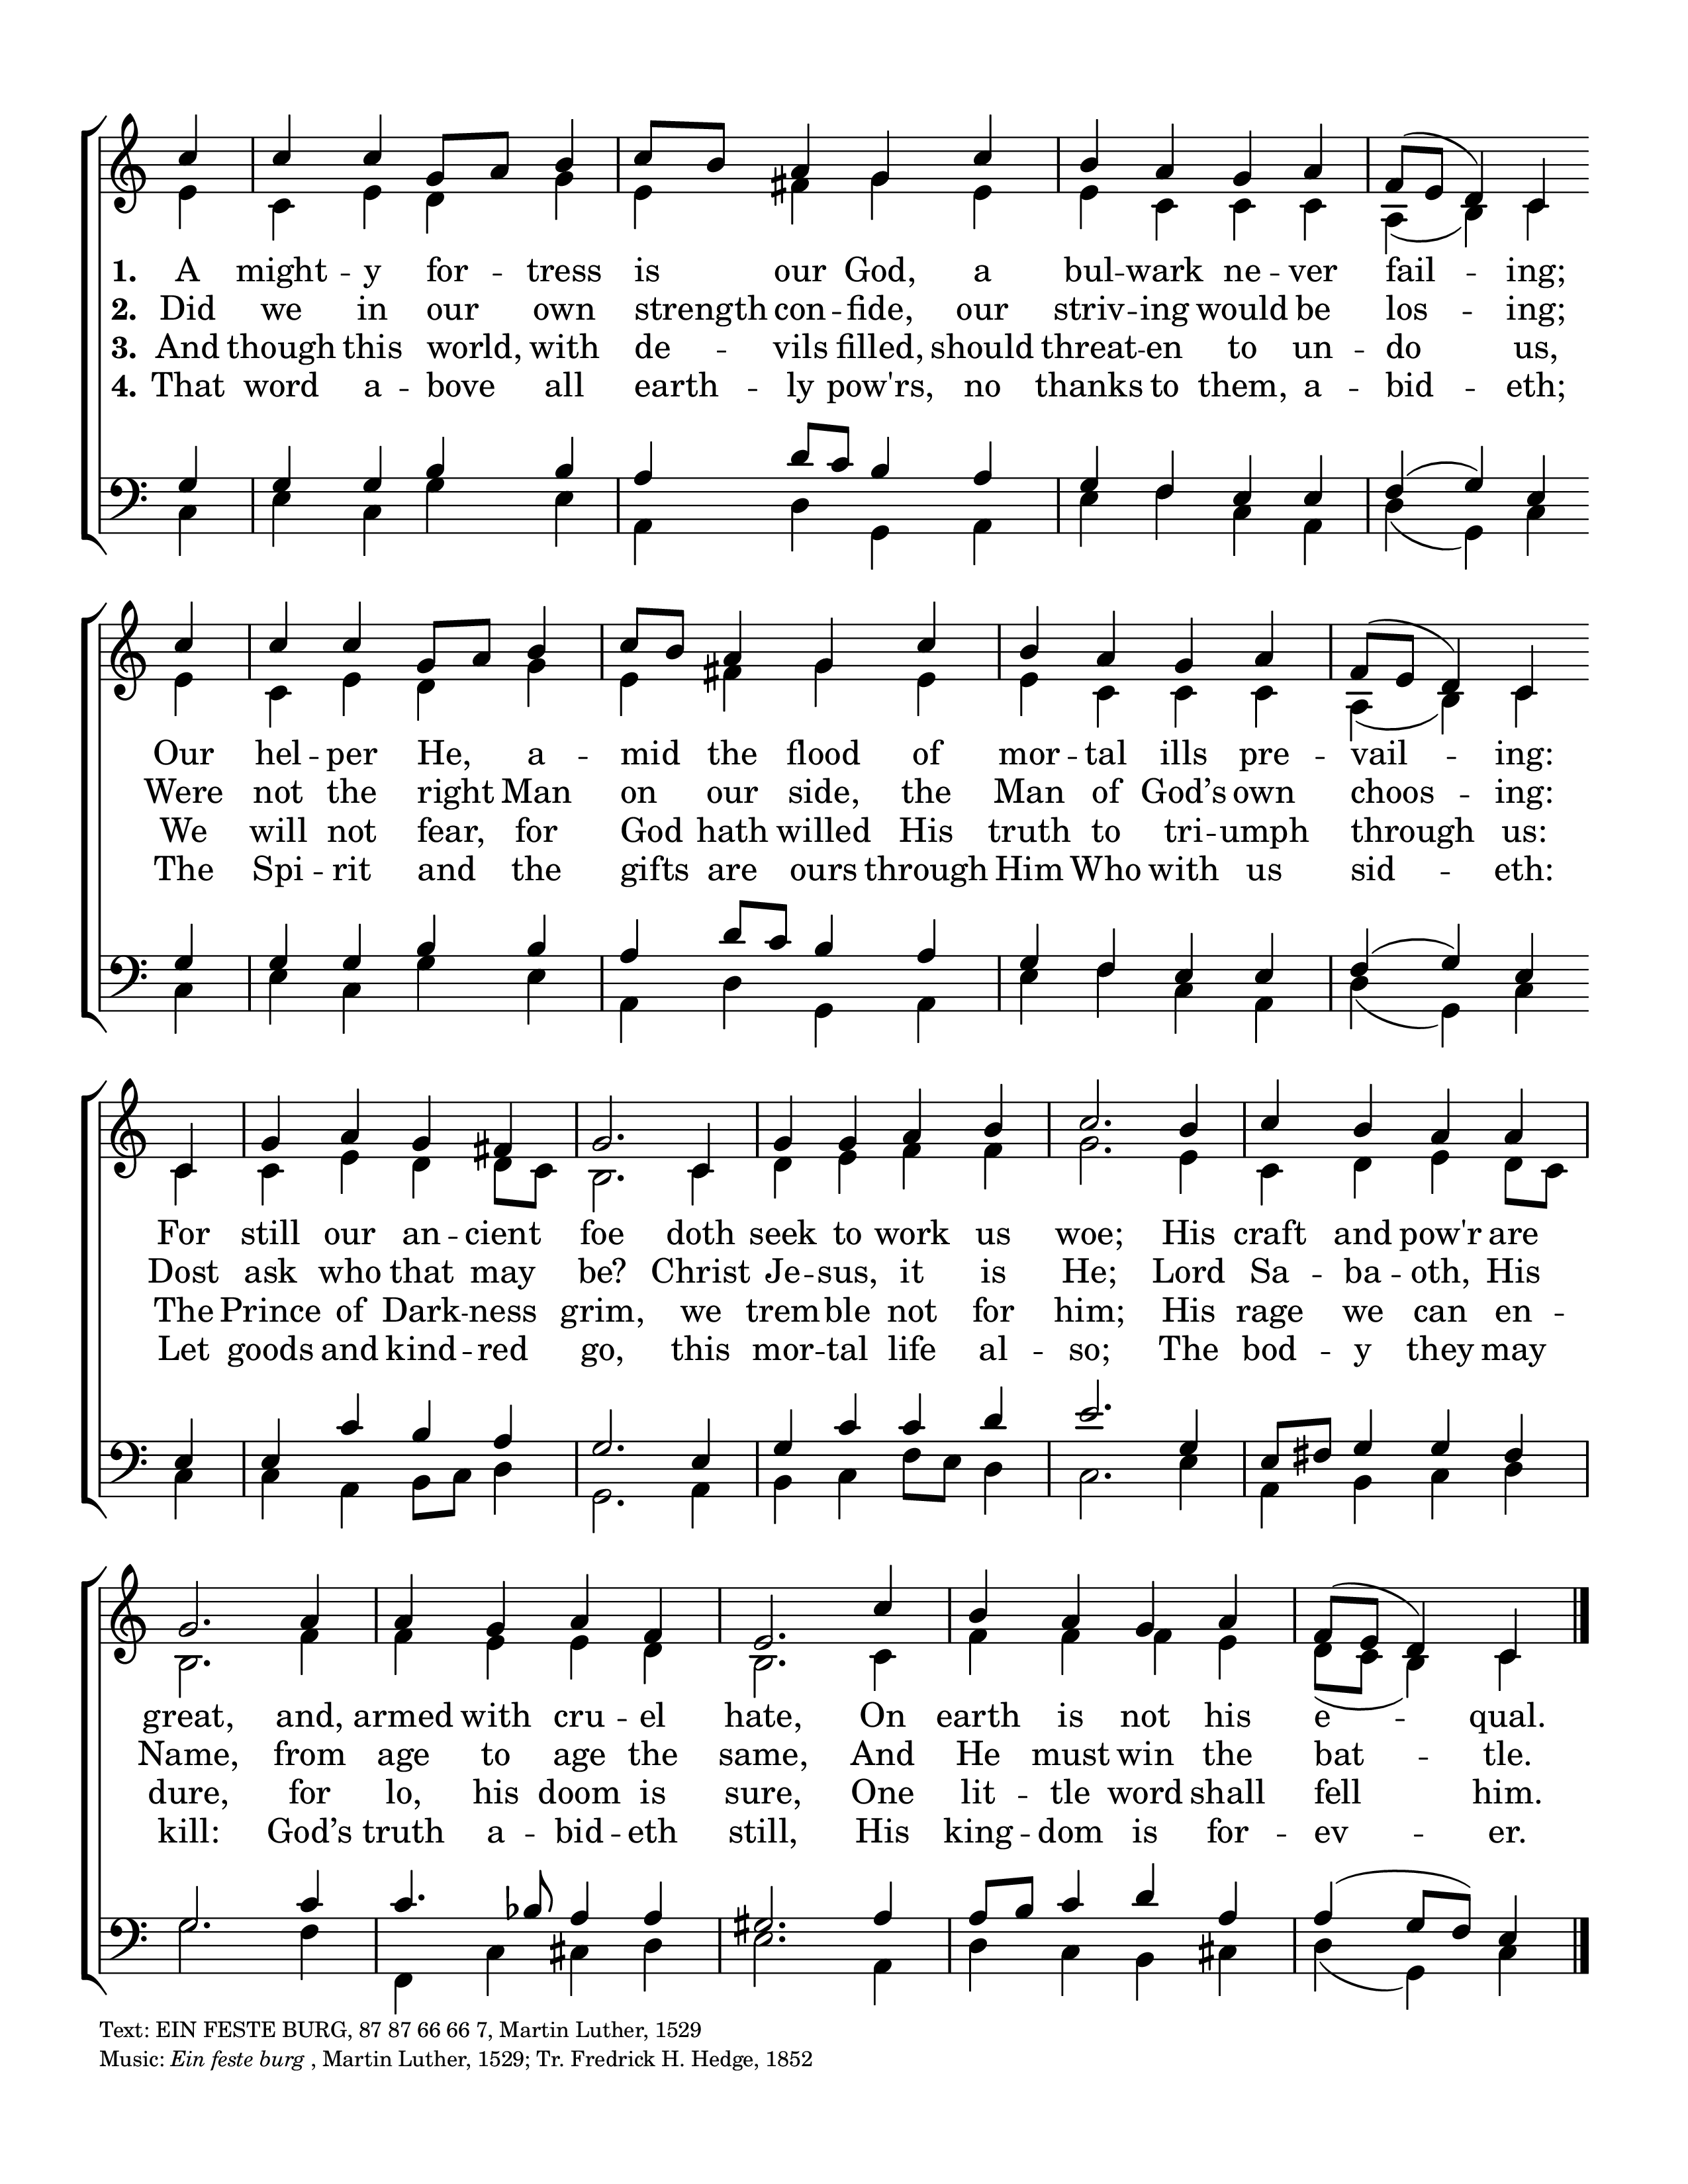 1. A might -- y for -- tress is our God, a bul -- wark ne -- ver fail -- ing;
2. Did we in our own strength con -- fide, our striv -- ing would be los -- ing;
3. And though this world, with de -- vils filled, should threat -- en to un -- do us,
4. That word a -- bove all earth -- ly pow'rs, no thanks to them, a -- bid -- eth;
Our hel -- per He, a -- mid the flood of mor -- tal ills pre -- vail -- ing:
Were not the right Man on our side, the Man of God’s own choos -- ing:
We will not fear, for God hath willed His truth to tri -- umph through us:
The Spi -- rit and the gifts are ours through Him Who with us sid -- eth:
For still our an -- cient foe doth seek to work us woe; His craft and pow'r are
Dost ask who that may be? Christ Je -- sus, it is He; Lord Sa -- ba -- oth, His
The Prince of Dark -- ness grim, we trem -- ble not for him; His rage we can en --
Let goods and kind -- red go, this mor -- tal life al -- so; The bod -- y they may
great, and, armed with cru -- el hate, On earth is not his e -- qual.
Name, from age to age the same, And He must win the bat -- tle.
dure, for lo, his doom is sure, One lit -- tle word shall fell him.
kill: God’s truth a -- bid -- eth still, His king -- dom is for -- ev -- er.
Text: EIN FESTE BURG, 87 87 66 66 7, Martin Luther, 1529
Music: Ein feste burg , Martin Luther, 1529; Tr. Fredrick H. Hedge, 1852